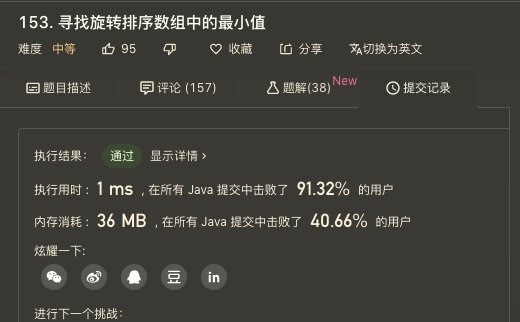 153. 寻找旋转排序数组中的最小值
难度 中等 95 收藏 分享 切换为英文
题目描述 评论 (157) 题解(38) New 提交记录
执行结果： 通过 显示详情 ›
执行用时 : 1 ms , 在所有 Java 提交中击败了 91.32% 的用户
内存消耗 : 36 MB , 在所有 Java 提交中击败了 40.66% 的用户
炫耀一下:
豆 in
进行下一个挑战：